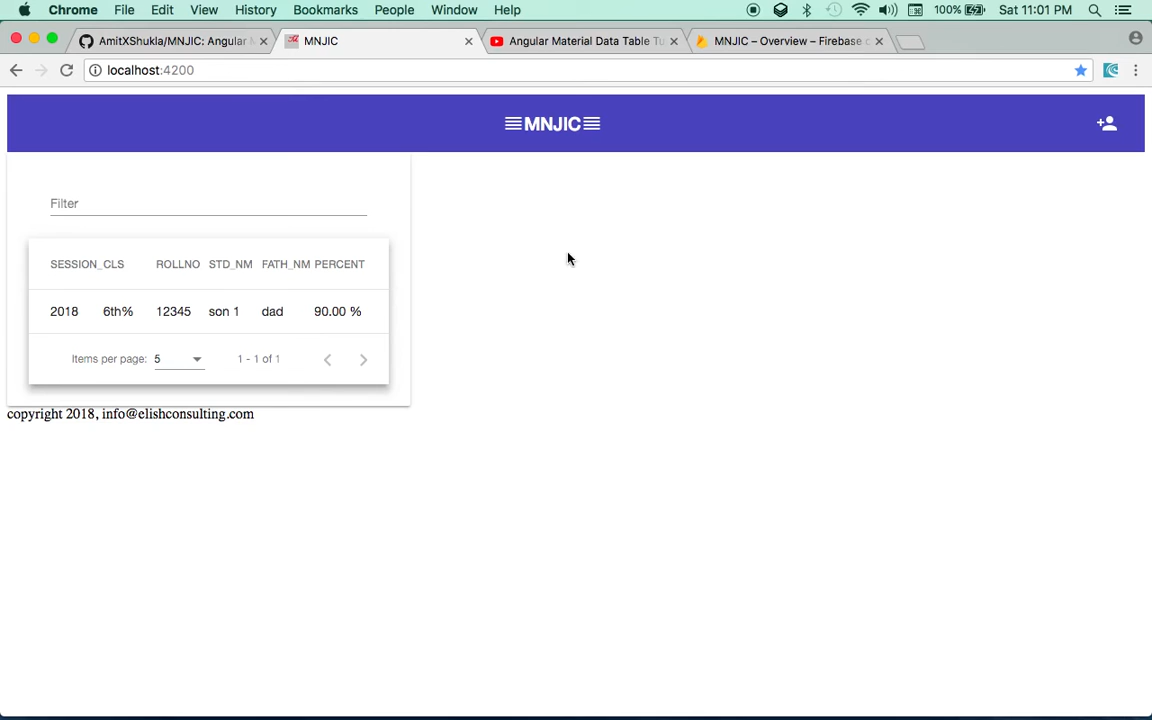 Chrome File Edit View History Bookmarks People Window Help 100% Sat 11:01 PM
AmitXShukla/MNJIC: Angular MNJIC Angular Material Data Table Tu MNJIC – Overview – Firebase c
localhost:4200
MNJIC
Filter
SESSION_CLS ROLLNO STD_NM FATH_NM PERCENT
2018 6th% 12345 son 1 dad 90.00 %
Items per page: 5 1 - 1 of 1
copyright 2018, info@elishconsulting.com